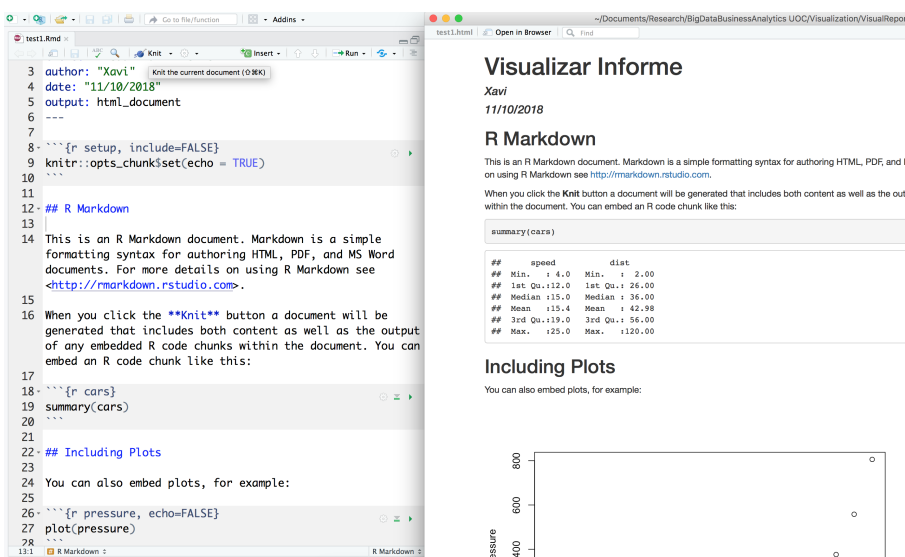 Go to file/function
Addins
test1.Rmd
ABC
Knit
Insert
Run
3 author: "Xavi"
Knit the current document (⇧⌘K)
4 date: "11/10/2018"
5 output: html_document
6 ---
7
8 ```{r setup, include=FALSE}
9 knitr::opts_chunk$set(echo = TRUE)
10 ```
11
12 ## R Markdown
13
14 This is an R Markdown document. Markdown is a simple
formatting syntax for authoring HTML, PDF, and MS Word
documents. For more details on using R Markdown see
<http://rmarkdown.rstudio.com>.
15
16 When you click the **Knit** button a document will be
generated that includes both content as well as the output
of any embedded R code chunks within the document. You can
embed an R code chunk like this:
17
18 ```{r cars}
19 summary(cars)
20 ```
21
22 ## Including Plots
23
24 You can also embed plots, for example:
25
26 ```{r pressure, echo=FALSE}
27 plot(pressure)
28 ```
13:1 R Markdown R Markdown
~/Documents/Research/BigDataBusinessAnalytics UOC/Visualization/VisualRepor
test1.html Open in Browser Find
Visualizar Informe
Xavi
11/10/2018
R Markdown
This is an R Markdown document. Markdown is a simple formatting syntax for authoring HTML, PDF, and
on using R Markdown see http://rmarkdown.rstudio.com.
When you click the Knit button a document will be generated that includes both content as well as the out
within the document. You can embed an R code chunk like this:
summary(cars)
## speed dist
## Min. : 4.0 Min. : 2.00
## 1st Qu.:12.0 1st Qu.: 26.00
## Median :15.0 Median : 36.00
## Mean :15.4 Mean : 42.98
## 3rd Qu.:19.0 3rd Qu.: 56.00
## Max. :25.0 Max. :120.00
Including Plots
You can also embed plots, for example:
800
600
400
essure